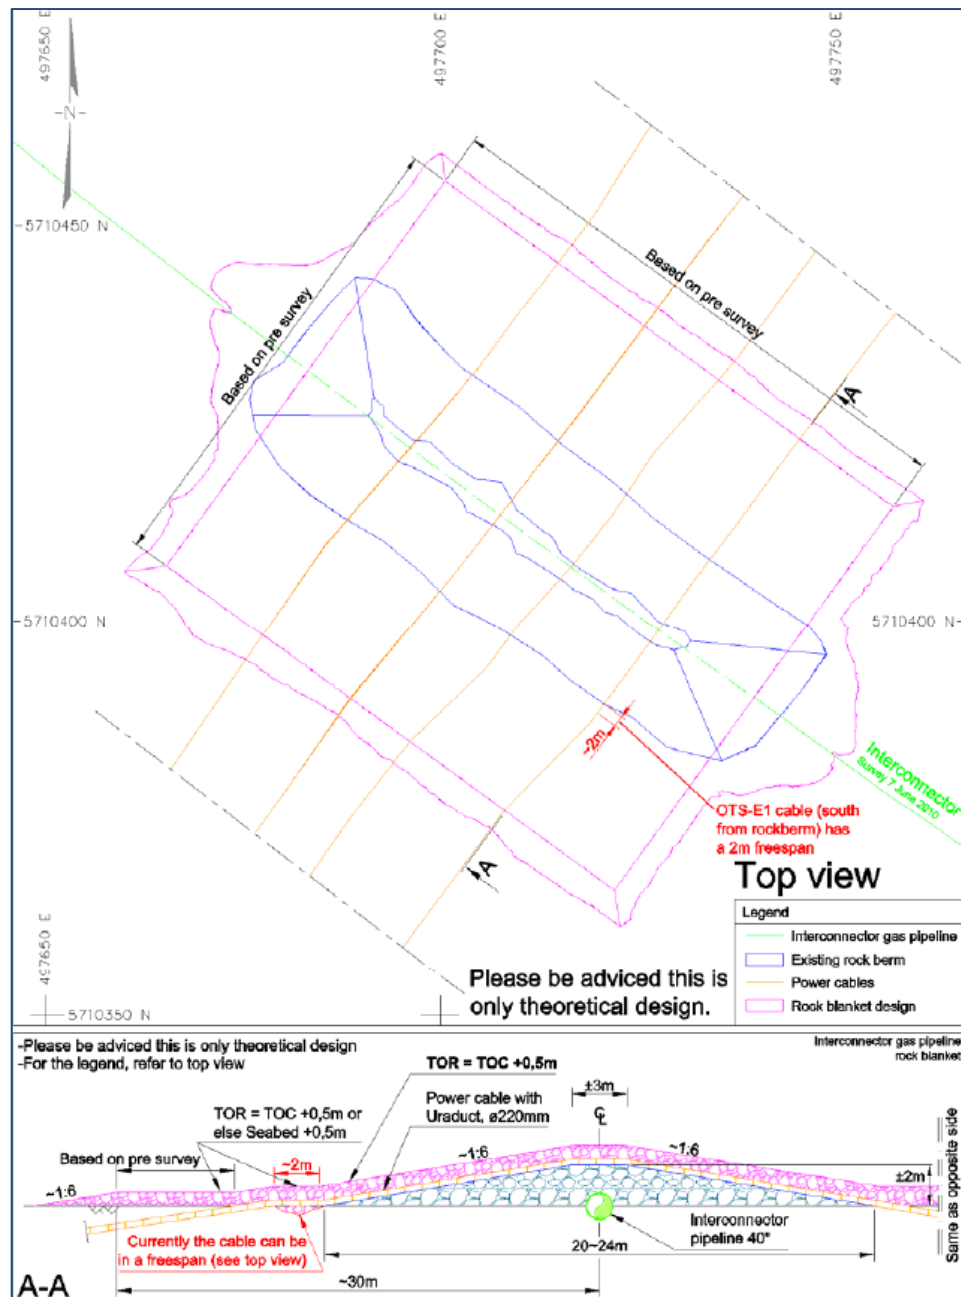 497650 E
497700 E
497750 E
-N-
5710450 N
Based on pre survey
Based on pre survey
A
5710400 N
5710400 N
~2m
Interconnector
Survey 7 June 2010
OTS-E1 cable (south
from rockberm) has
a 2m freespan
A
Top view
Legend
Interconnector gas pipeline
Existing rock berm
Power cables
Rock blanket design
497650 E
Please be adviced this is
only theoretical design.
5710350 N
-Please be adviced this is only theoretical design
-For the legend, refer to top view
Interconnector gas pipeline
rock blanket
TOR = TOC +0,5m
±3m
Power cable with
Uraduct, ø220mm
TOR = TOC +0,5m or
else Seabed +0,5m
CL
Based on pre survey
~2m
~1:6
~1:6
~1:6
±2m
Same as opposite side
Currently the cable can be
in a freespan (see top view)
Interconnector
pipeline 40"
20~24m
~30m
A-A